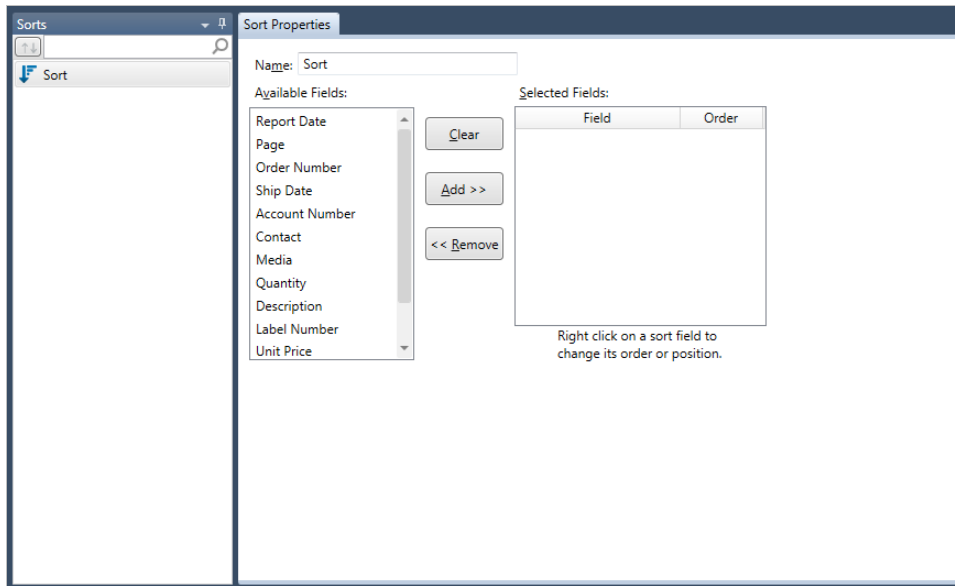 Sorts
Sort
Sort Properties
Name: Sort
Available Fields:
Report Date
Page
Order Number
Ship Date
Account Number
Contact
Media
Quantity
Description
Label Number
Unit Price
Clear
Add >>
<< Remove
Selected Fields:
Field Order
Right click on a sort field to
change its order or position.